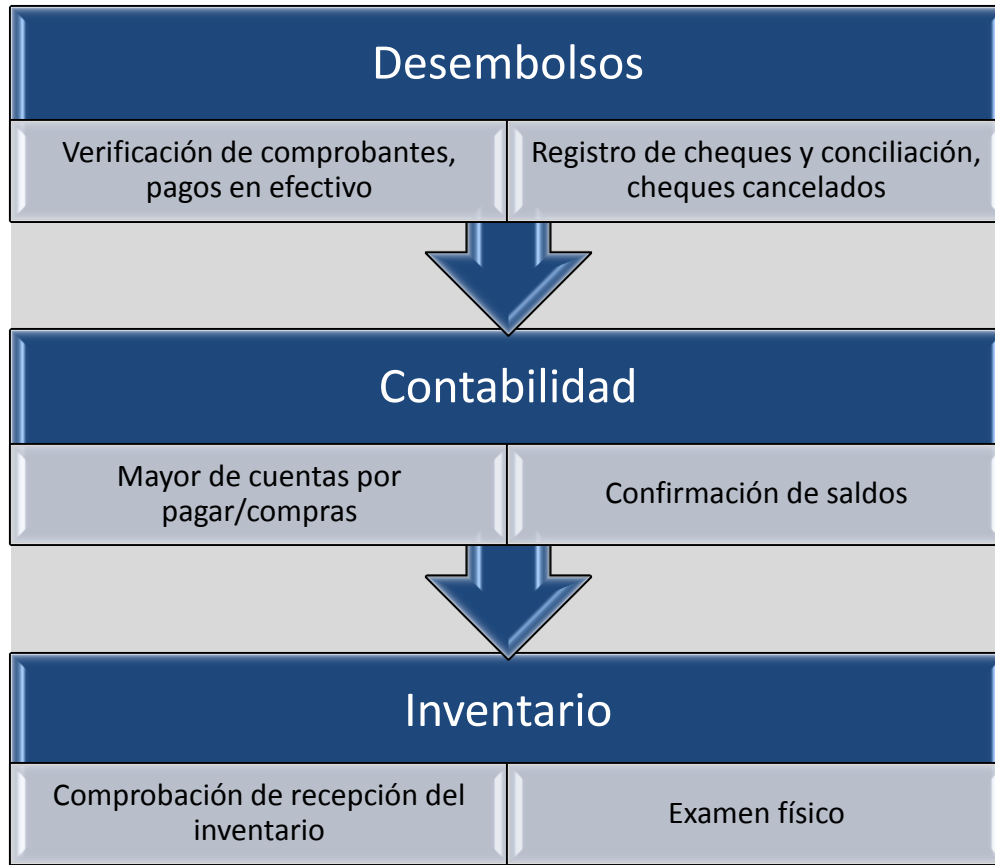 Desembolsos
Verificación de comprobantes,
pagos en efectivo
Registro de cheques y conciliación,
cheques cancelados
Contabilidad
Mayor de cuentas por
pagar/compras
Confirmación de saldos
Inventario
Comprobación de recepción del
inventario
Examen físico